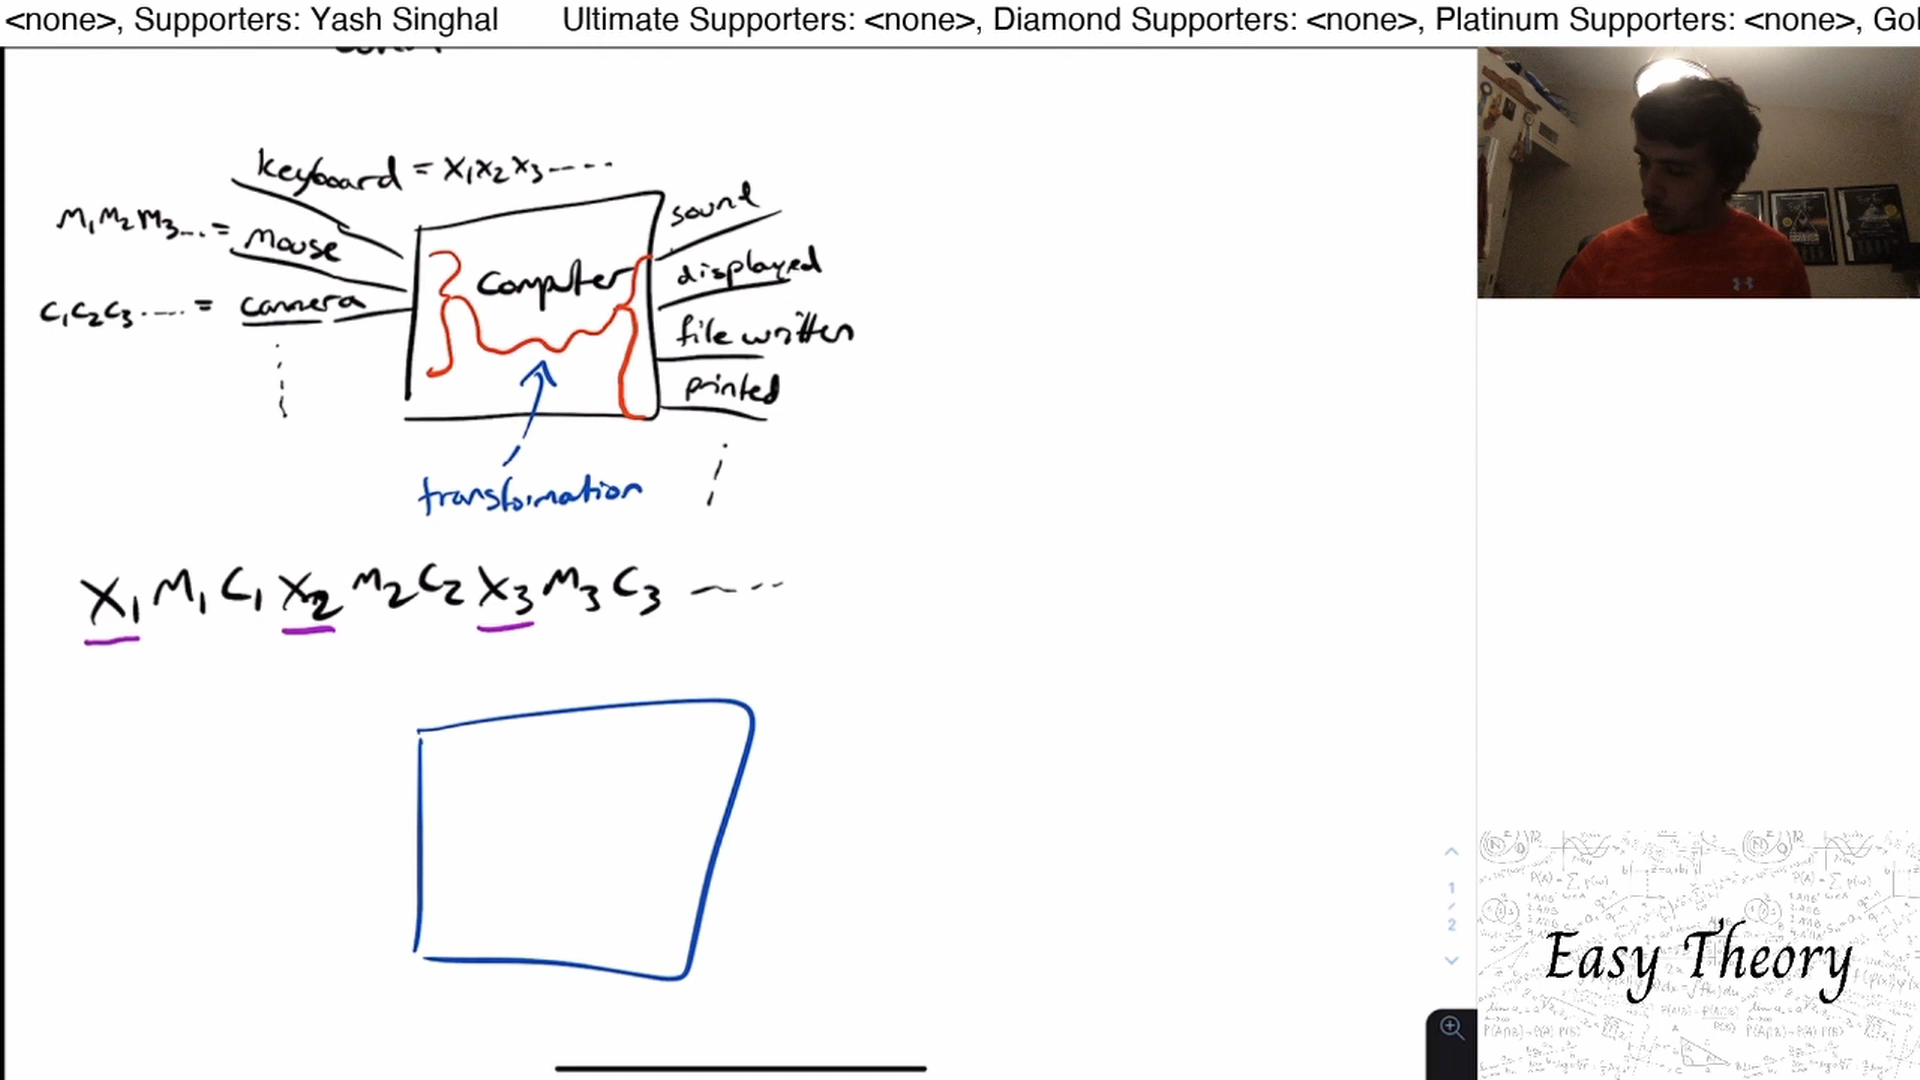 <none>, Supporters: Yash Singhal Ultimate Supporters: <none>, Diamond Supporters: <none>, Platinum Supporters: <none>, Gol
keyboard = X₁X₂X₃----
M₁M₂M₃... = Mouse
C₁C₂C₃..... = camera
Computer
sound
displayed
file written
printed
transformation
X₁ M₁ C₁ X₂ M₂ C₂ X₃ M₃ C₃ ----
1
2
Easy Theory